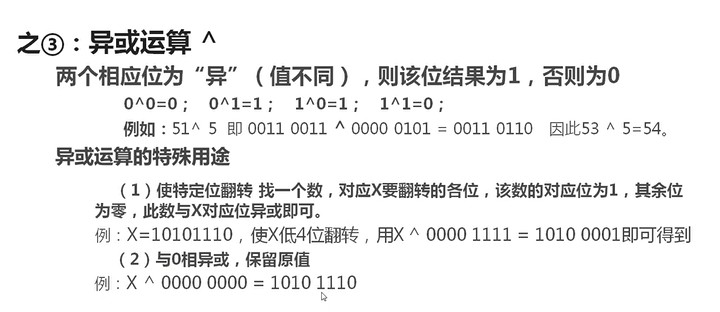 之③：异或运算 ^
两个相应位为“异”（值不同），则该位结果为1，否则为0
0^0=0； 0^1=1； 1^0=1； 1^1=0；
例如：51^ 5 即 0011 0011 ^ 0000 0101 = 0011 0110 因此53 ^ 5=54。
异或运算的特殊用途
（1）使特定位翻转 找一个数，对应X要翻转的各位，该数的对应位为1，其余位
为零，此数与X对应位异或即可。
例：X=10101110，使X低4位翻转，用X ^ 0000 1111 = 1010 0001即可得到
（2）与0相异或，保留原值
例：X ^ 0000 0000 = 1010 1110